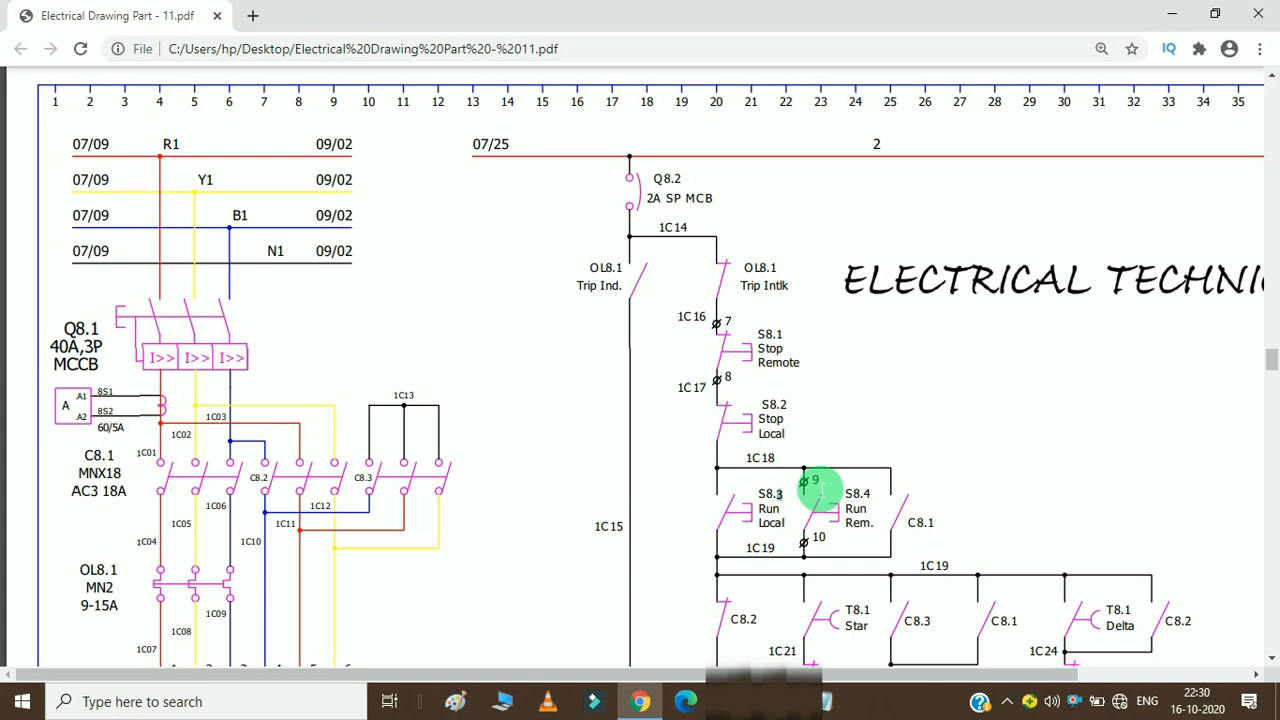 Electrical Drawing Part - 11.pdf
File
C:/Users/hp/Desktop/Electrical%20Drawing%20Part%20-%2011.pdf
IQ
1 2 3 4 5 6 7 8 9 10 11 12 13 14 15 16 17 18 19 20 21 22 23 24 25 26 27 28 29 30 31 32 33 34 35
07/09 R1 09/02
07/09 Y1 09/02
07/09 B1 09/02
07/09 N1 09/02
07/25 2
Q8.2
2A SP MCB
1C14
OL8.1
Trip Ind.
OL8.1
Trip Intlk
ELECTRICAL TECHNIC
Q8.1
40A,3P
MCCB
I>> I>> I>>
1C16 7
S8.1
Stop
Remote
1C17 8
S8.2
Stop
Local
A A1 8S1
A2 8S2
60/5A
1C13
1C03
1C02
1C01
C8.1
MNX18
AC3 18A
C8.2
C8.3
1C06
1C12
1C05
1C11
1C04
1C10
1C15
1C18
9
S8.3
Run
Local
S8.4
Run
Rem.
C8.1
10
1C19
1C19
OL8.1
MN2
9-15A
1C09
1C08
1C07
C8.2
T8.1
Star
C8.3
C8.1
T8.1
Delta
C8.2
1C21
1C24
Type here to search
ENG
22:30
16-10-2020